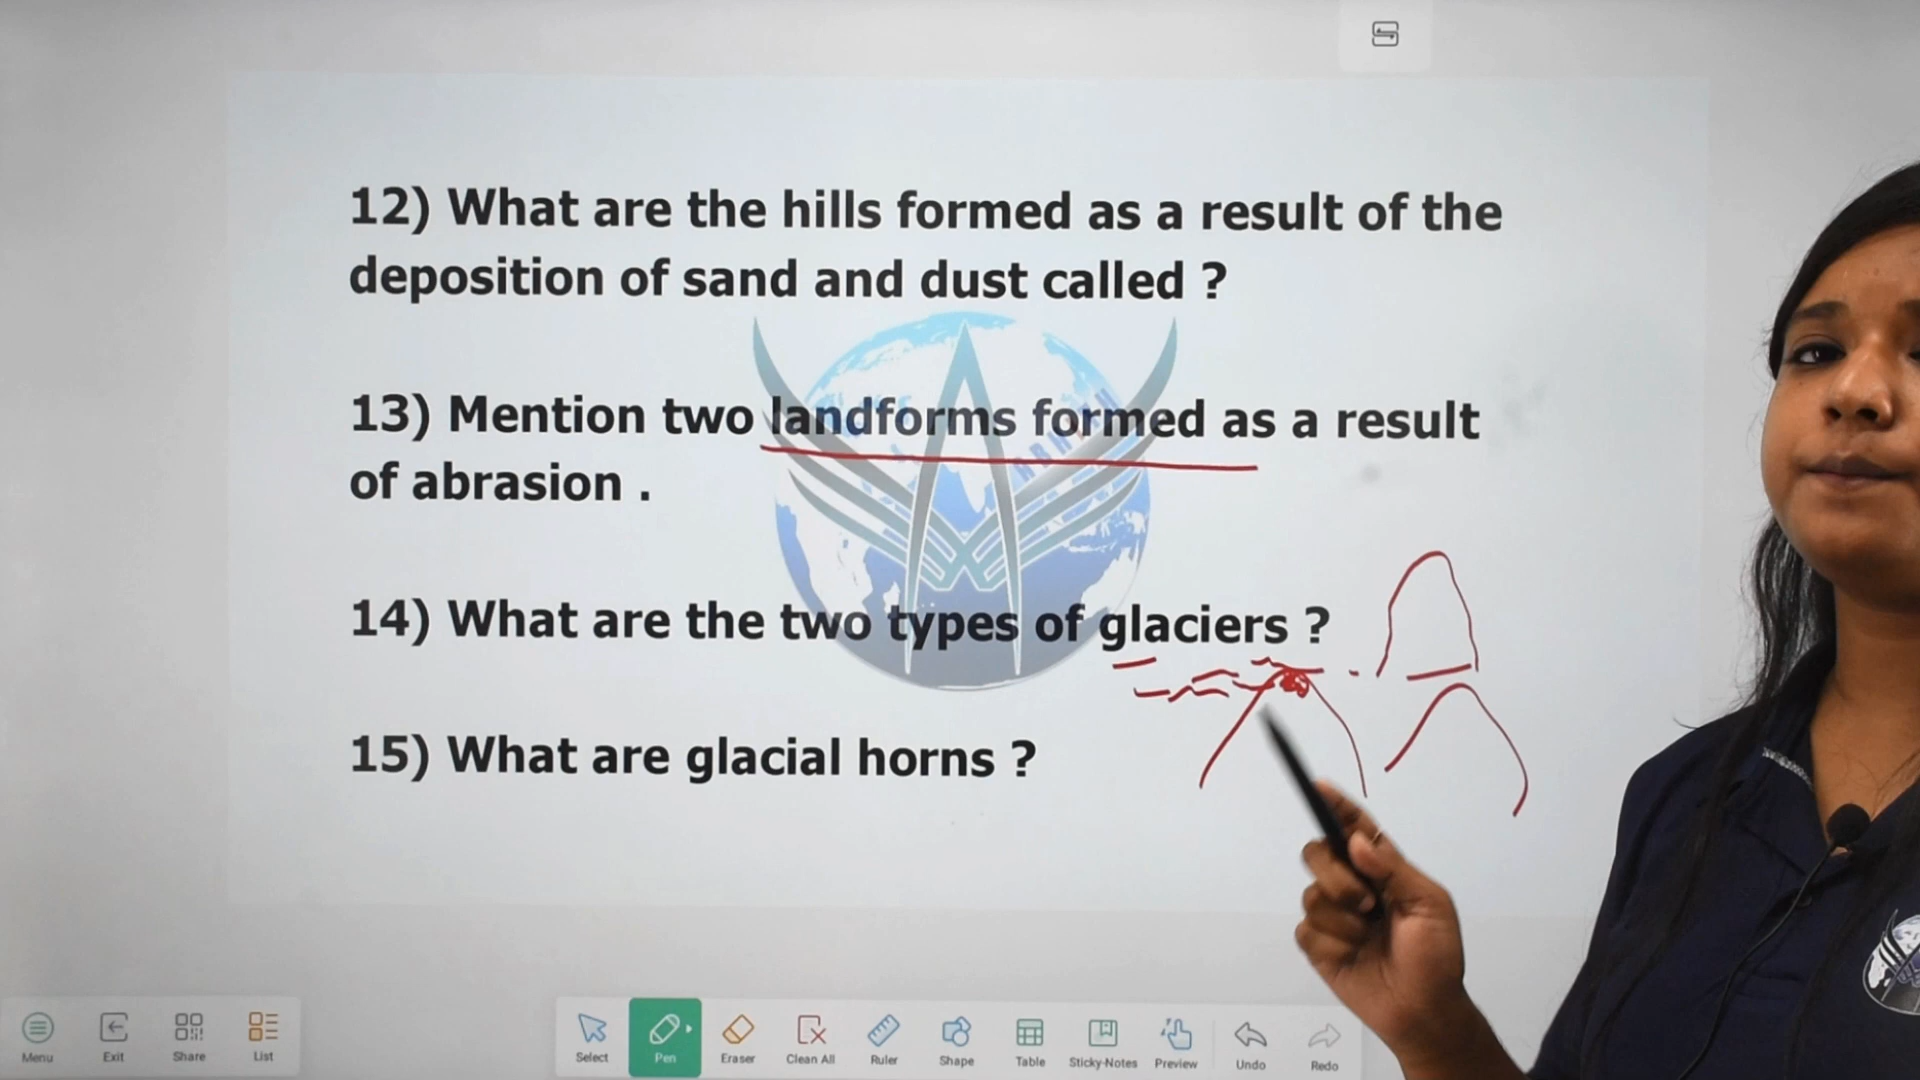 12) What are the hills formed as a result of the
deposition of sand and dust called ?
13) Mention two landforms formed as a result
of abrasion .
14) What are the two types of glaciers ?
15) What are glacial horns ?
Menu Exit Share List Select Pen Eraser Clean All Ruler Shape Table Sticky-Notes Preview Undo Redo